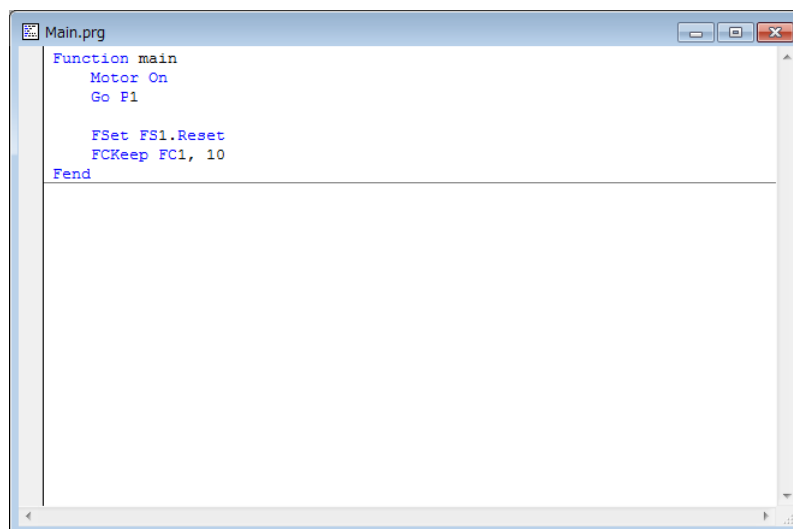 Main.prg
Function main
Motor On
Go P1
FSet FS1.Reset
FCKeep FC1, 10
Fend